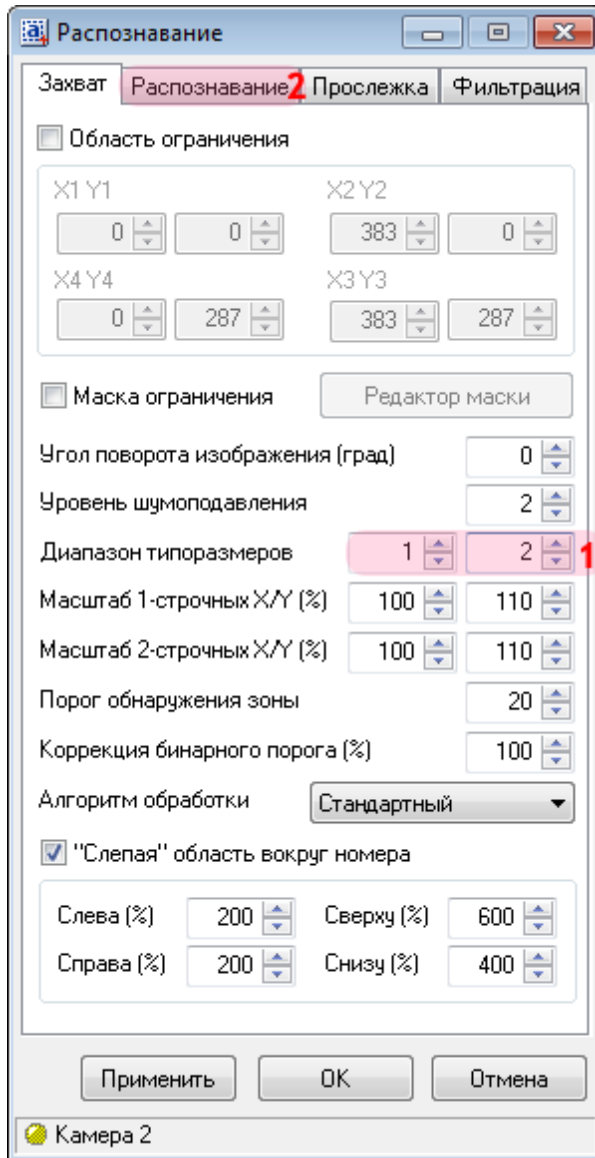 Распознавание
Захват Распознавание 2 Прослежка Фильтрация
Область ограничения
X1 Y1 X2 Y2
0 0 383 0
X4 Y4 X3 Y3
0 287 383 287
Маска ограничения Редактор маски
Угол поворота изображения (град) 0
Уровень шумоподавления 2
Диапазон типоразмеров 1 2 1
Масштаб 1-строчных X/Y (%) 100 110
Масштаб 2-строчных X/Y (%) 100 110
Порог обнаружения зоны 20
Коррекция бинарного порога (%) 100
Алгоритм обработки Стандартный
"Слепая" область вокруг номера
Слева (%) 200 Сверху (%) 600
Справа (%) 200 Снизу (%) 400
Применить OK Отмена
Камера 2